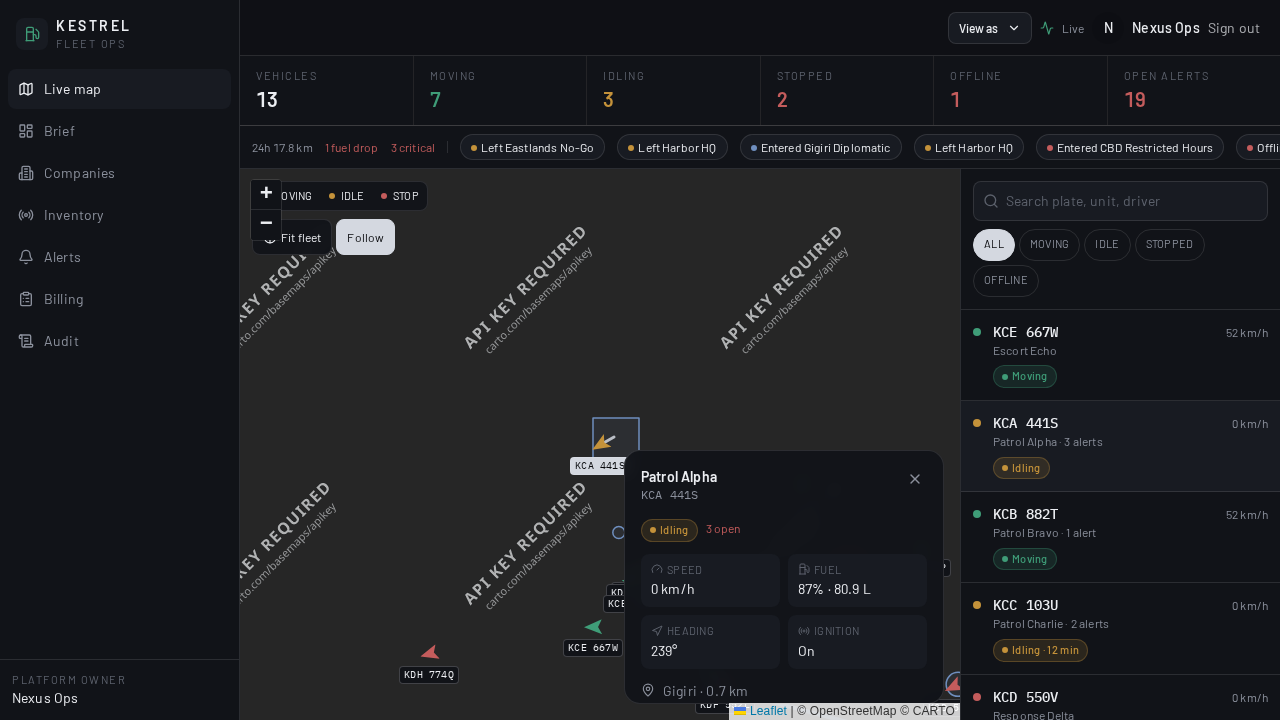 KESTREL
FLEET OPS
Live map
Brief
Companies
Inventory
Alerts
Billing
Audit
PLATFORM OWNER
Nexus Ops
View as
Live
N
Nexus Ops
Sign out
VEHICLES
13
MOVING
7
IDLING
3
STOPPED
2
OFFLINE
1
OPEN ALERTS
19
24h 17.8 km
1 fuel drop
3 critical
Left Eastlands No-Go
Left Harbor HQ
Entered Gigiri Diplomatic
Left Harbor HQ
Entered CBD Restricted Hours
+
−
OVING
IDLE
STOP
Fit fleet
Follow
API KEY REQUIRED
carto.com/basemaps/apikey
API KEY REQUIRED
carto.com/basemaps/apikey
KCA 441S
API KEY REQUIRED
carto.com/basemaps/apikey
KCE 667W
KDH 774Q
Patrol Alpha
KCA 441S
Idling
3 open
SPEED
0 km/h
FUEL
87% · 80.9 L
HEADING
239°
IGNITION
On
Gigiri · 0.7 km
Leaflet | © OpenStreetMap © CARTO
Search plate, unit, driver
ALL
MOVING
IDLE
STOPPED
OFFLINE
KCE 667W
52 km/h
Escort Echo
Moving
KCA 441S
0 km/h
Patrol Alpha · 3 alerts
Idling
KCB 882T
52 km/h
Patrol Bravo · 1 alert
Moving
KCC 103U
0 km/h
Patrol Charlie · 2 alerts
Idling · 12 min
KCD 550V
0 km/h
Response Delta